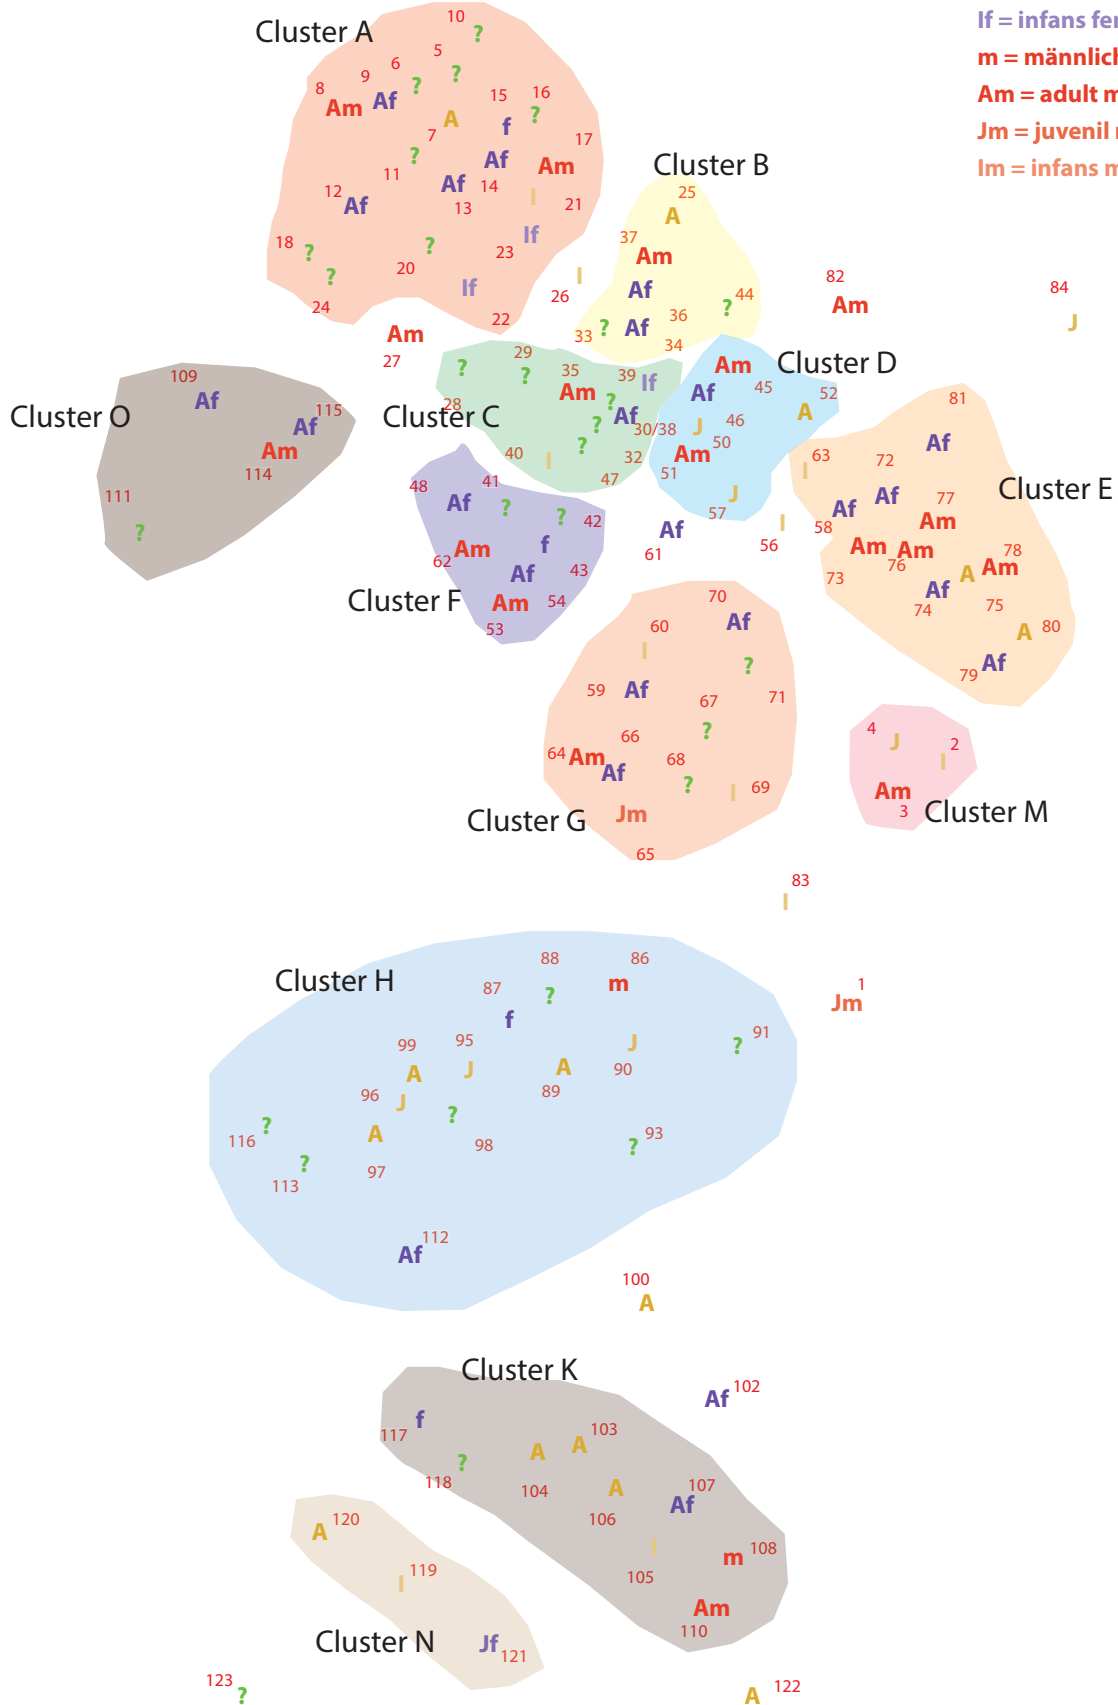 If = infans fer
m = männlich
Am = adult m
Jm = juvenil r
Im = infans m
Cluster A
10
?
5
6
?
?
9
8
Am
Af
A
15
16
f
?
7
?
17
Af
Am
11
14
Af
13
12
Af
I
21
If
23
18
?
?
20
?
24
If
22
Cluster B
25
A
37
Am
Af
36
44
?
33
?
Af
34
I
26
Am
27
82
Am
84
J
Cluster C
28
?
29
?
35
Am
39
If
?
Af
30/38
?
?
32
40
I
47
Cluster D
Am
45
Af
52
A
J
46
50
Am
51
J
57
Cluster O
109
Af
115
Af
Am
114
111
?
Cluster E
81
Af
63
I
72
Af
58
Af
77
Am
Am
Am
76
73
78
Am
A
Af
74
75
A
80
79
Af
I
56
Af
61
Cluster F
48
Af
41
?
?
42
62
Am
f
43
Af
54
Am
53
Cluster G
70
Af
60
I
?
71
59
Af
67
?
66
64
Am
Af
68
?
I
69
Jm
65
Cluster M
4
J
2
I
Am
3
83
I
1
Jm
Cluster H
88
?
86
m
87
f
91
?
J
90
99
A
95
J
A
89
96
J
?
98
A
97
?
93
116
?
?
113
Af
112
100
A
Cluster K
Af
102
f
117
?
118
A
104
A
103
A
106
107
Af
I
105
m
108
Am
110
Cluster N
A
120
I
119
Jf
121
123
?
A
122